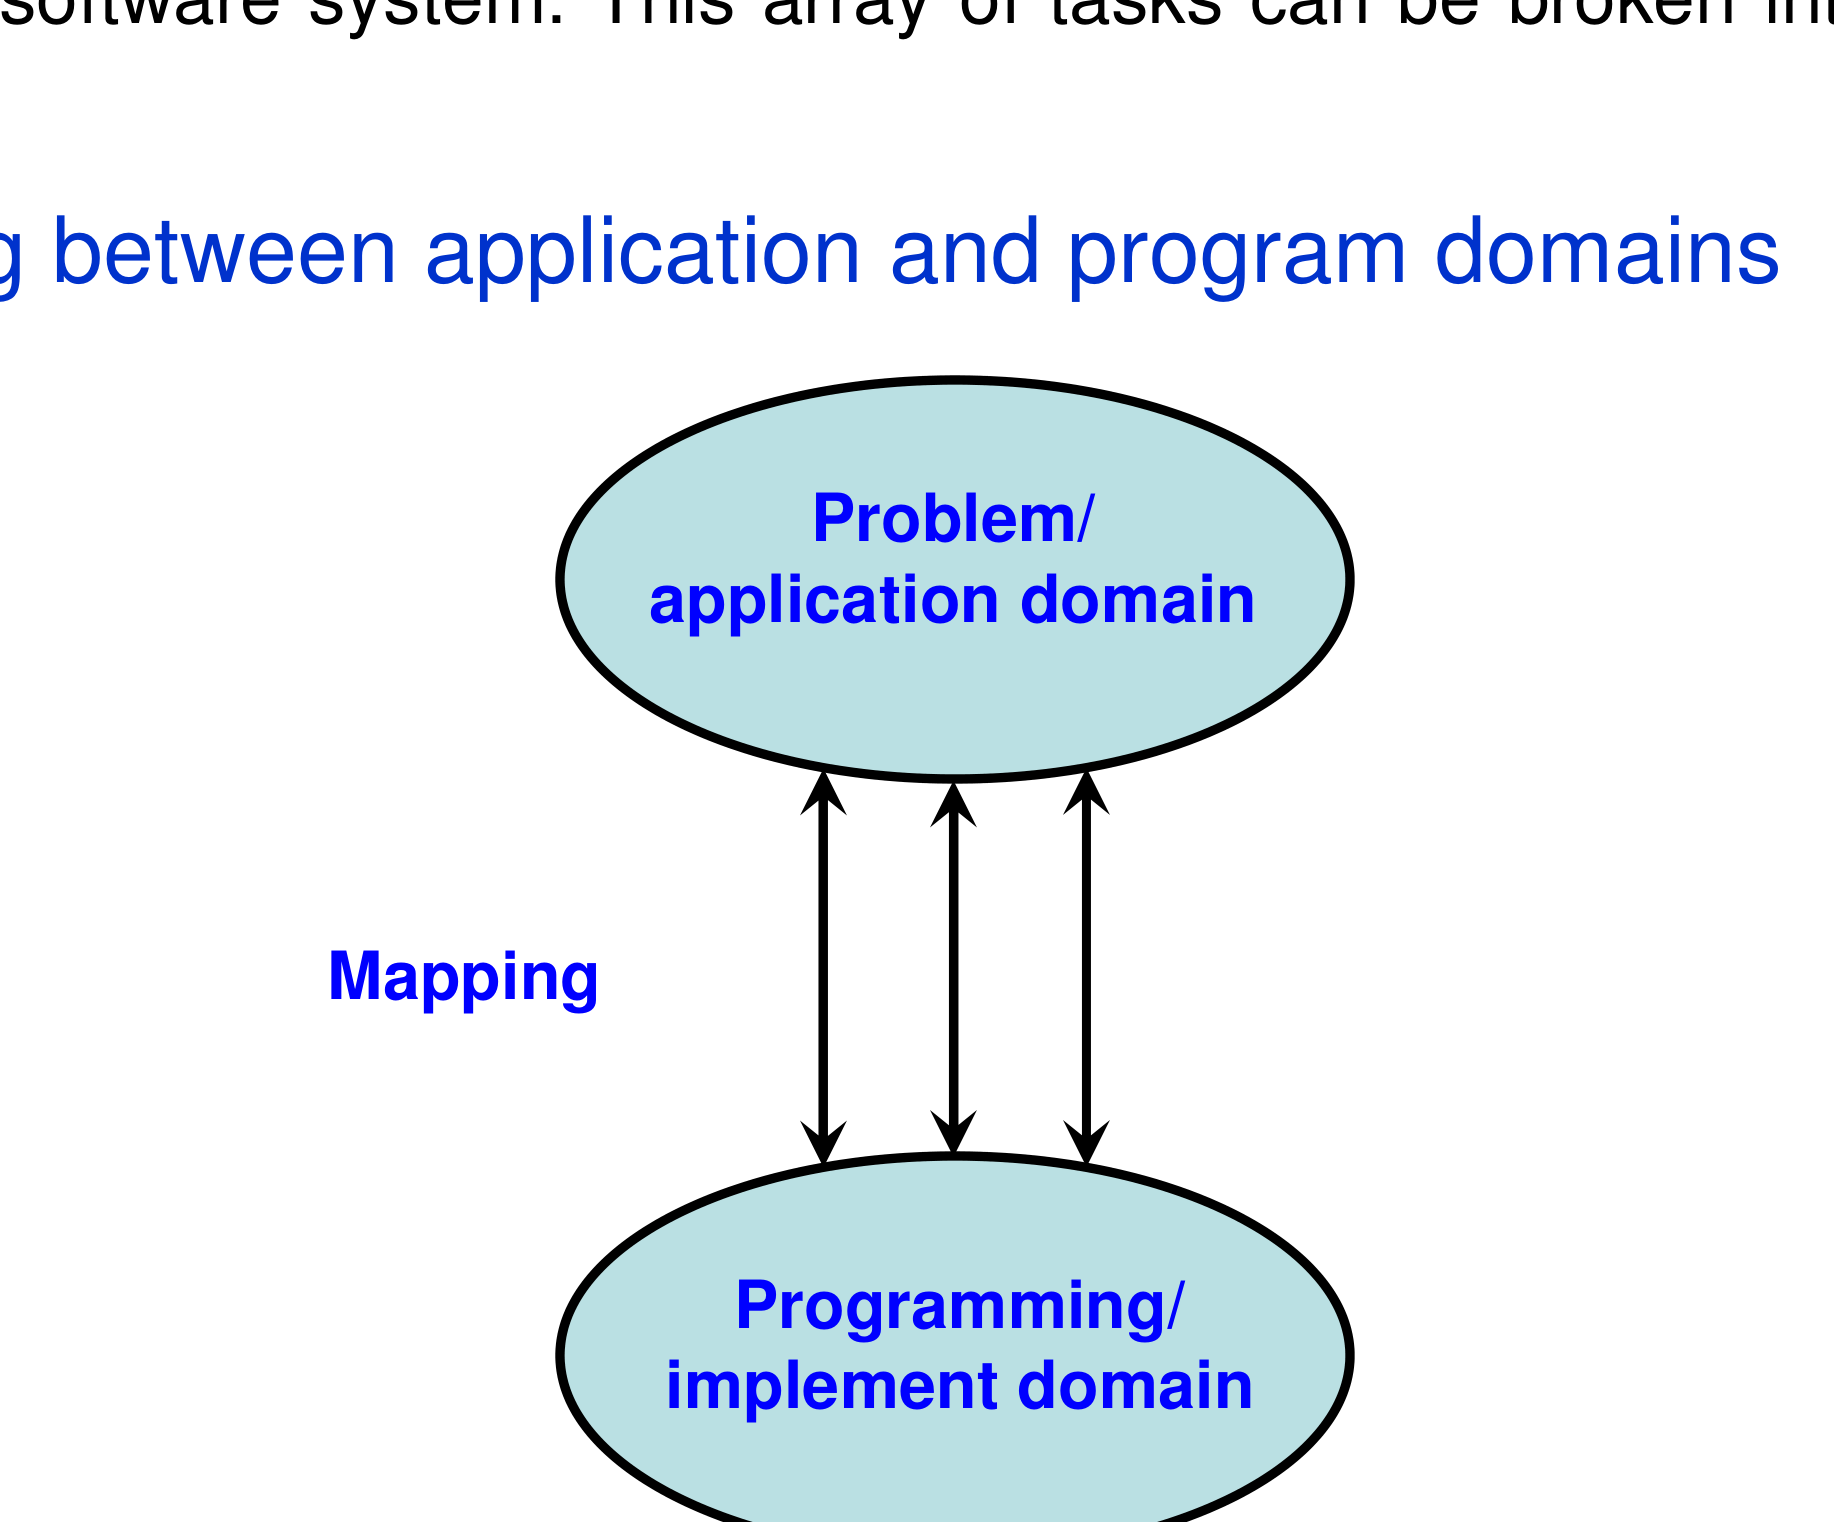 software system. This array of tasks can be broken
g between application and program domains
Problem/
application domain
Mapping
Programming/
implement domain